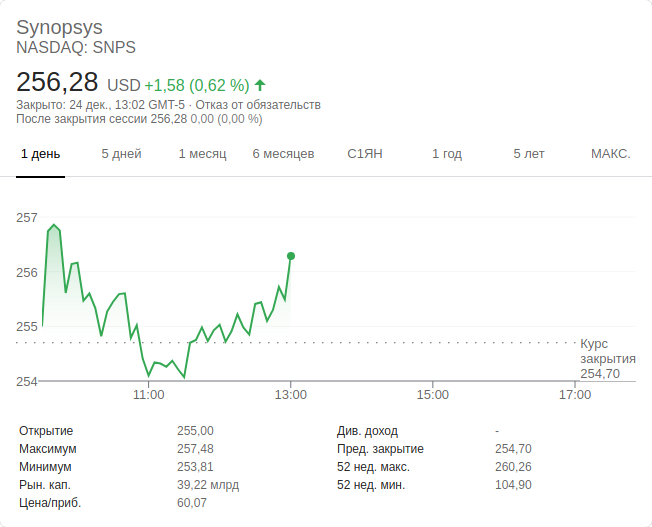 Synopsys
NASDAQ: SNPS
256,28 USD +1,58 (0,62 %)
Закрыто: 24 дек., 13:02 GMT-5 · Отказ от обязательств
После закрытия сессии 256,28 0,00 (0,00 %)
1 день 5 дней 1 месяц 6 месяцев С1ЯН 1 год 5 лет МАКС.
257
256
255
Курс
закрытия
254,70
254
11:00 13:00 15:00 17:00
Открытие 255,00 Див. доход -
Максимум 257,48 Пред. закрытие 254,70
Минимум 253,81 52 нед. макс. 260,26
Рын. кап. 39,22 млрд 52 нед. мин. 104,90
Цена/приб. 60,07